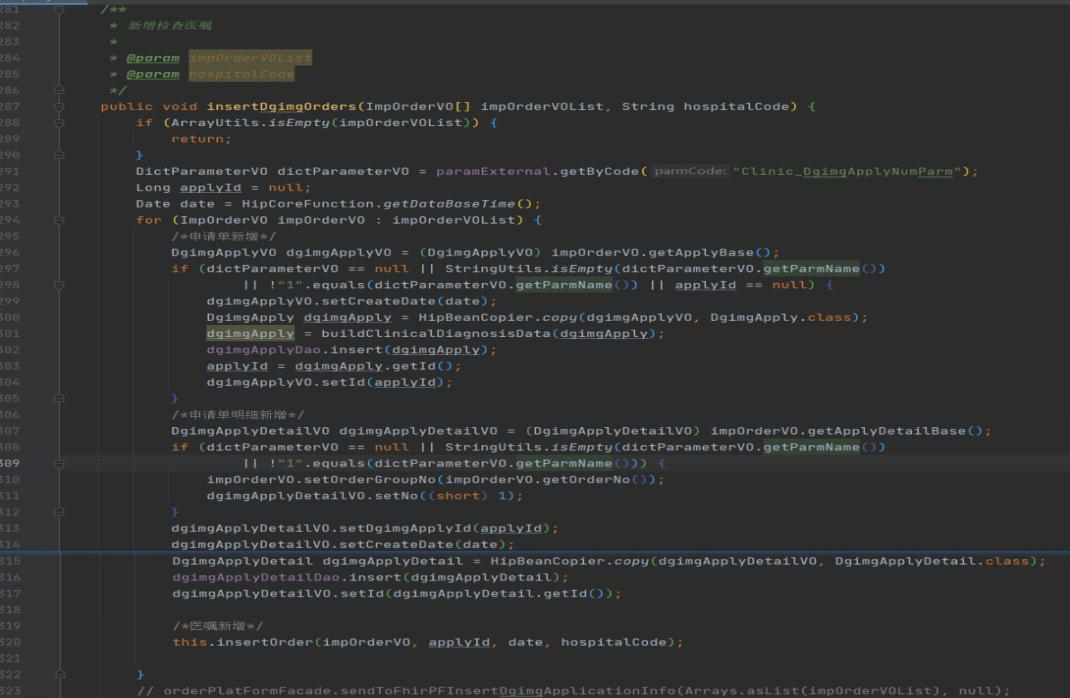 281 /**
282 * 新增检查医嘱
283 *
284 * @param impOrderVOList
285 * @param hospitalCode
286 */
287 public void insertDgimgOrders(ImpOrderVO[] impOrderVOList, String hospitalCode) {
288 if (ArrayUtils.isEmpty(impOrderVOList)) {
289 return;
290 }
291 DictParameterVO dictParameterVO = paramExternal.getByCode( parmCode: "Clinic_DgimgApplyNumParm");
292 Long applyId = null;
293 Date date = HipCoreFunction.getDataBaseTime();
294 for (ImpOrderVO impOrderVO : impOrderVOList) {
295 /*申请单新增*/
296 DgimgApplyVO dgimgApplyVO = (DgimgApplyVO) impOrderVO.getApplyBase();
297 if (dictParameterVO == null || StringUtils.isEmpty(dictParameterVO.getParmName())
298 || !"1".equals(dictParameterVO.getParmName()) || applyId == null) {
299 dgimgApplyVO.setCreateDate(date);
300 DgimgApply dgimgApply = HipBeanCopier.copy(dgimgApplyVO, DgimgApply.class);
301 dgimgApply = buildClinicalDiagnosisData(dgimgApply);
302 dgimgApplyDao.insert(dgimgApply);
303 applyId = dgimgApply.getId();
304 dgimgApplyVO.setId(applyId);
305 }
306 /*申请单明细新增*/
307 DgimgApplyDetailVO dgimgApplyDetailVO = (DgimgApplyDetailVO) impOrderVO.getApplyDetailBase();
308 if (dictParameterVO == null || StringUtils.isEmpty(dictParameterVO.getParmName())
309 || !"1".equals(dictParameterVO.getParmName())) {
310 impOrderVO.setOrderGroupNo(impOrderVO.getOrderNo());
311 dgimgApplyDetailVO.setNo((short) 1);
312 }
313 dgimgApplyDetailVO.setDgimgApplyId(applyId);
314 dgimgApplyDetailVO.setCreateDate(date);
315 DgimgApplyDetail dgimgApplyDetail = HipBeanCopier.copy(dgimgApplyDetailVO, DgimgApplyDetail.class);
316 dgimgApplyDetailDao.insert(dgimgApplyDetail);
317 dgimgApplyDetailVO.setId(dgimgApplyDetail.getId());
318
319 /*医嘱新增*/
320 this.insertOrder(impOrderVO, applyId, date, hospitalCode);
321
322 }
323 // orderPlatFormFacade.sendToFhirPFInsertDgimgApplicationInfo(Arrays.asList(impOrderVOList), null);